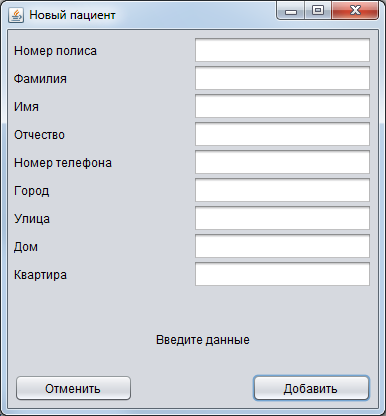 Новый пациент
Номер полиса
Фамилия
Имя
Отчество
Номер телефона
Город
Улица
Дом
Квартира
Введите данные
Отменить Добавить